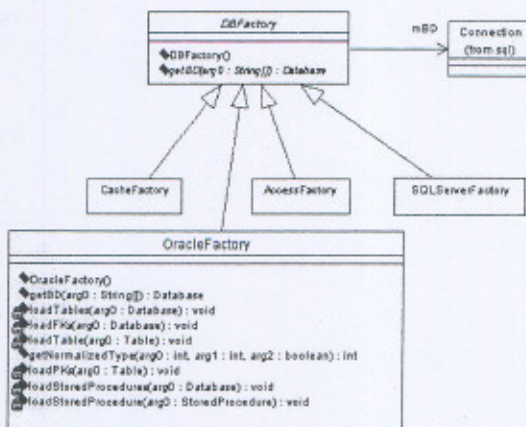 DBFactory
DBFactory()
getBD(arg0 : String[]) : Database
mBD
Connection
(from sql)
CacheFactory
AccessFactory
SQLServerFactory
OracleFactory
OracleFactory()
getBD(arg0 : String[]) : Database
loadTables(arg0 : Database) : void
loadFKs(arg0 : Database) : void
loadTable(arg0 : Table) : void
getNormalizedType(arg0 : int, arg1 : int, arg2 : boolean) : int
loadPKs(arg0 : Table) : void
loadStoredProcedures(arg0 : Database) : void
loadStoredProcedure(arg0 : StoredProcedure) : void